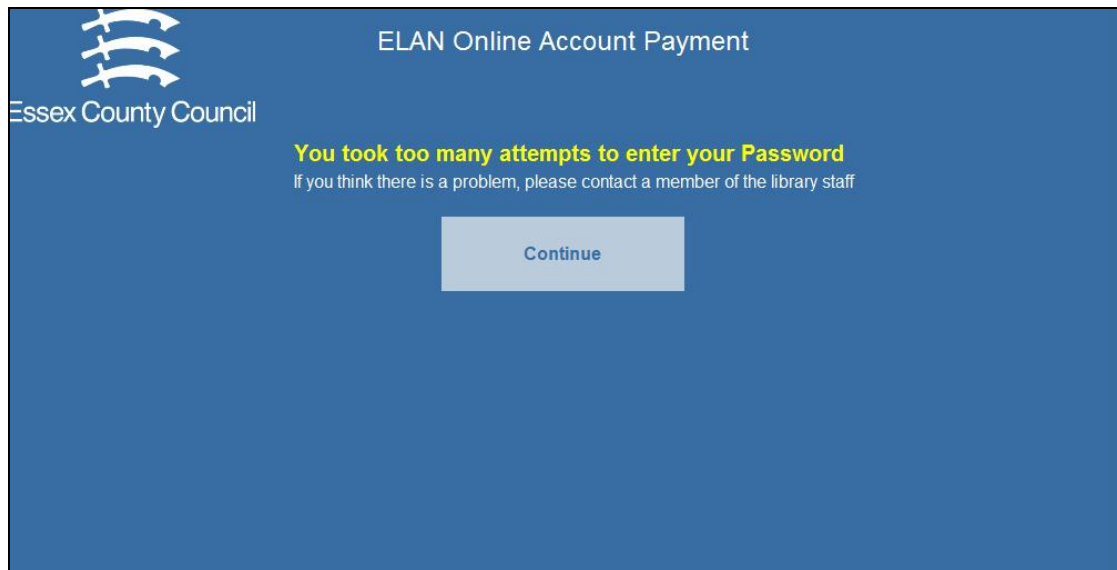 ELAN Online Account Payment
Essex County Council
You took too many attempts to enter your Password
If you think there is a problem, please contact a member of the library staff
Continue